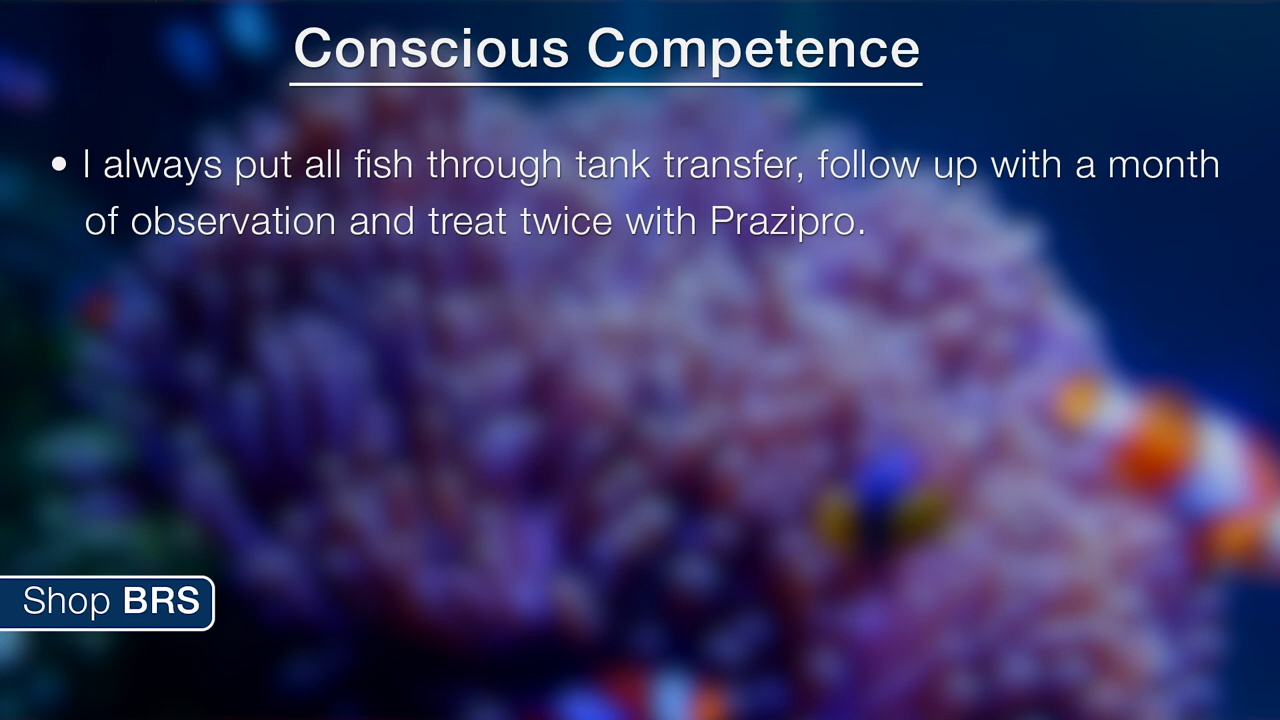 Conscious Competence
• I always put all fish through tank transfer, follow up with a month
of observation and treat twice with Prazipro.
Shop BRS